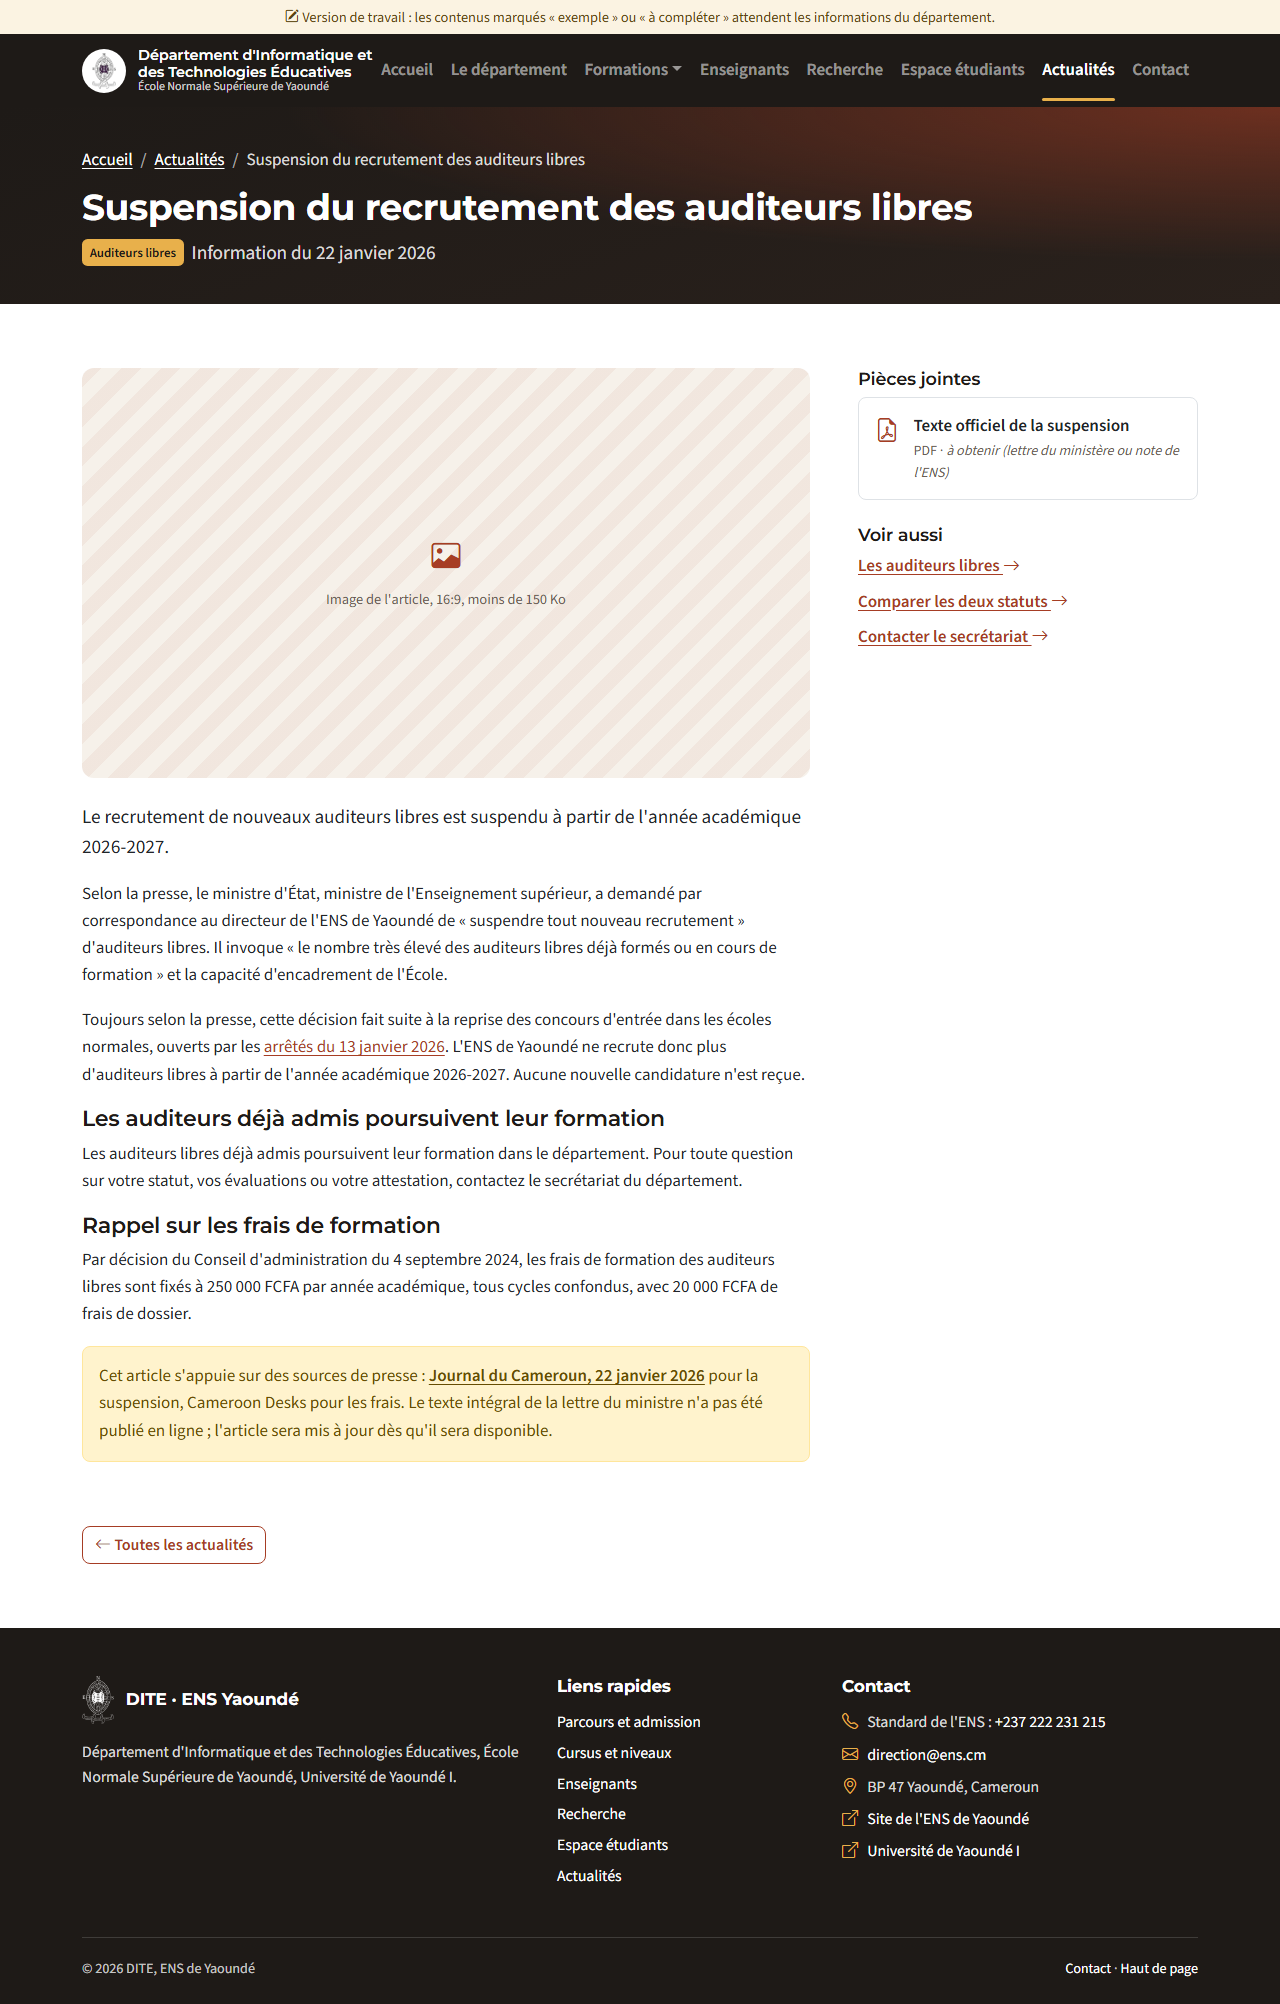 Version de travail : les contenus marqués « exemple » ou « à compléter » attendent les informations du département.
Département d'Informatique et
des Technologies Éducatives
École Normale Supérieure de Yaoundé
Accueil
Le département
Formations
Enseignants
Recherche
Espace étudiants
Actualités
Contact
Accueil / Actualités / Suspension du recrutement des auditeurs libres
Suspension du recrutement des auditeurs libres
Auditeurs libres Information du 22 janvier 2026
Image de l'article, 16:9, moins de 150 Ko
Le recrutement de nouveaux auditeurs libres est suspendu à partir de l'année académique
2026-2027.
Selon la presse, le ministre d'État, ministre de l'Enseignement supérieur, a demandé par
correspondance au directeur de l'ENS de Yaoundé de « suspendre tout nouveau recrutement »
d'auditeurs libres. Il invoque « le nombre très élevé des auditeurs libres déjà formés ou en cours de
formation » et la capacité d'encadrement de l'École.
Toujours selon la presse, cette décision fait suite à la reprise des concours d'entrée dans les écoles
normales, ouverts par les arrêtés du 13 janvier 2026. L'ENS de Yaoundé ne recrute donc plus
d'auditeurs libres à partir de l'année académique 2026-2027. Aucune nouvelle candidature n'est reçue.
Les auditeurs déjà admis poursuivent leur formation
Les auditeurs libres déjà admis poursuivent leur formation dans le département. Pour toute question
sur votre statut, vos évaluations ou votre attestation, contactez le secrétariat du département.
Rappel sur les frais de formation
Par décision du Conseil d'administration du 4 septembre 2024, les frais de formation des auditeurs
libres sont fixés à 250 000 FCFA par année académique, tous cycles confondus, avec 20 000 FCFA de
frais de dossier.
Cet article s'appuie sur des sources de presse : Journal du Cameroun, 22 janvier 2026 pour la
suspension, Cameroon Desks pour les frais. Le texte intégral de la lettre du ministre n'a pas été
publié en ligne ; l'article sera mis à jour dès qu'il sera disponible.
Toutes les actualités
Pièces jointes
Texte officiel de la suspension
PDF · à obtenir (lettre du ministère ou note de
l'ENS)
Voir aussi
Les auditeurs libres
Comparer les deux statuts
Contacter le secrétariat
DITE · ENS Yaoundé
Département d'Informatique et des Technologies Éducatives, École
Normale Supérieure de Yaoundé, Université de Yaoundé I.
Liens rapides
Parcours et admission
Cursus et niveaux
Enseignants
Recherche
Espace étudiants
Actualités
Contact
Standard de l'ENS : +237 222 231 215
direction@ens.cm
BP 47 Yaoundé, Cameroun
Site de l'ENS de Yaoundé
Université de Yaoundé I
© 2026 DITE, ENS de Yaoundé
Contact · Haut de page